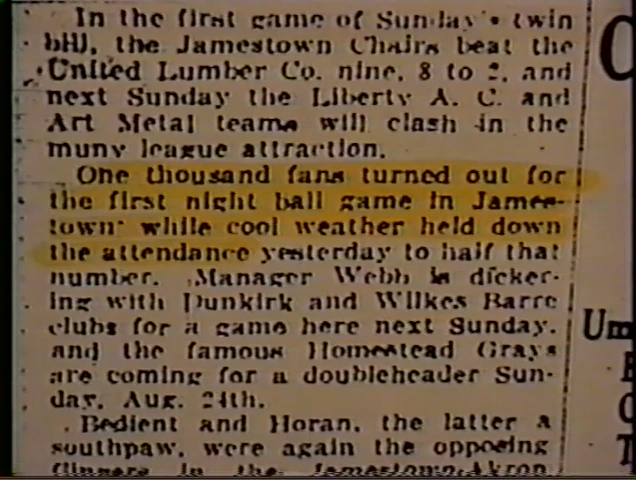 In the first game of Sunday's twin
bill, the Jamestown Chairs beat the
United Lumber Co. nine, 8 to 2, and
next Sunday the Liberty A. C. and
Art Metal teams will clash in the
muny league attraction.
One thousand fans turned out for
the first night ball game in James-
town while cool weather held down
the attendance yesterday to half that
number. Manager Webb is dicker-
ing with Dunkirk and Wilkes Barre
clubs for a game here next Sunday,
and the famous Homestead Grays
are coming for a doubleheader Sun-
day, Aug. 24th.
Bedient and Horan, the latter a
southpaw, were again the opposing
flingers in the Jamestown-Akron